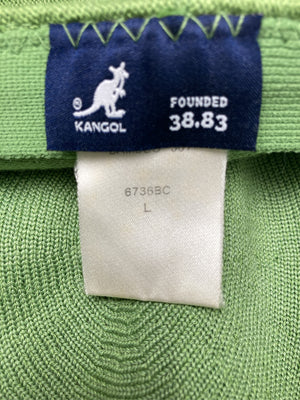 ®
KANGOL
FOUNDED
38.83
6736BC
L